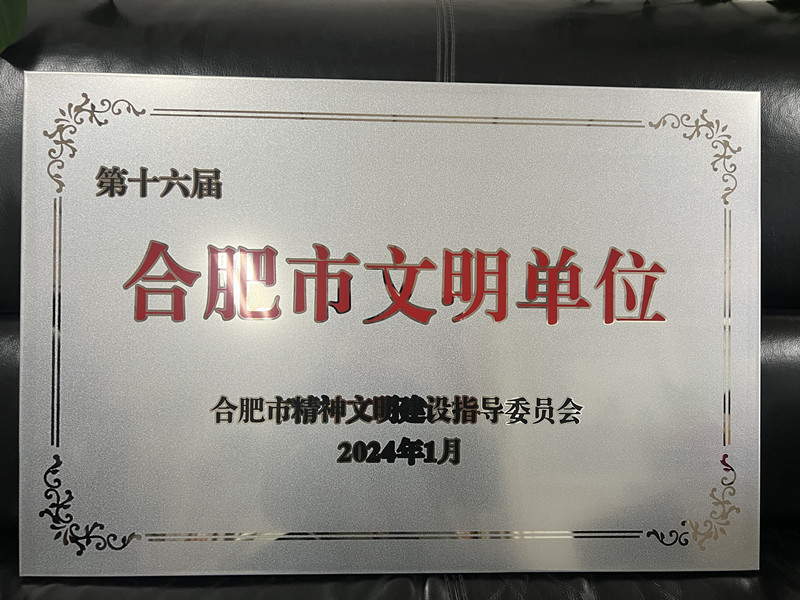 第十六届
合肥市文明单位
合肥市精神文明建设指导委员会
2024年1月